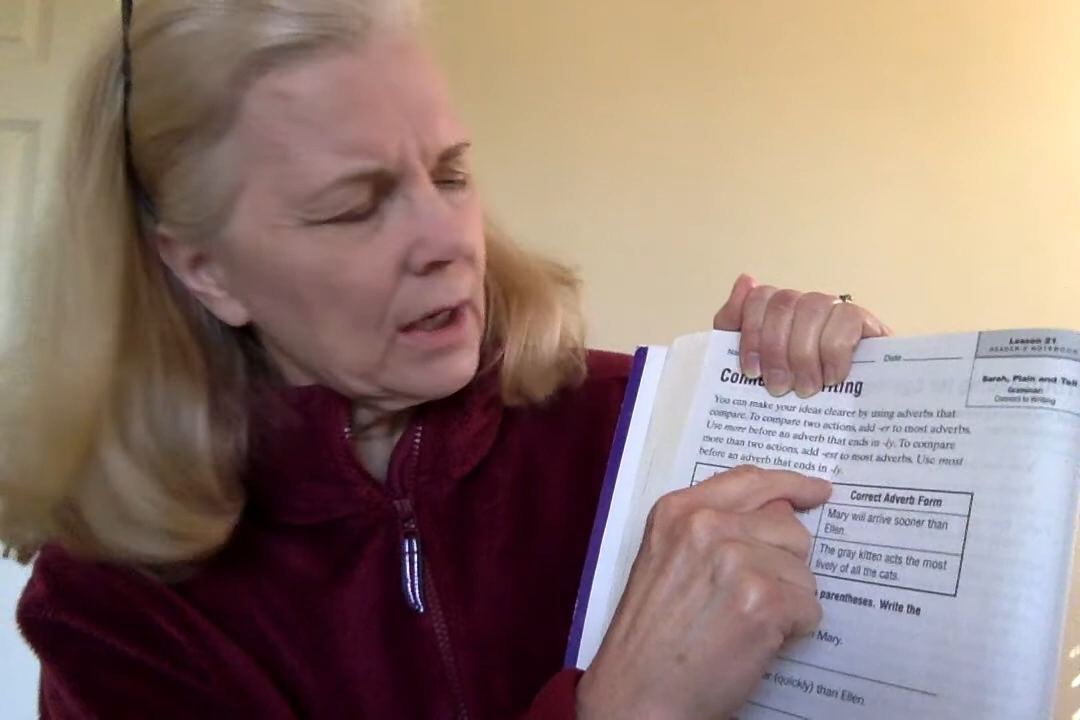 Lesson 21
READER'S NOTEBOOK
Date
Sarah, Plain and Tall
Grammar:
Connect to Writing
You can make your ideas clearer by using adverbs that
compare. To compare two actions, add -er to most adverbs.
Use more before an adverb that ends in -ly. To compare
more than two actions, add -est to most adverbs. Use most
before an adverb that ends in -ly.
Correct Adverb Form
Mary will arrive sooner than
Ellen.
The gray kitten acts the most
lively of all the cats.
parentheses. Write the
Mary.
(quickly) than Ellen.